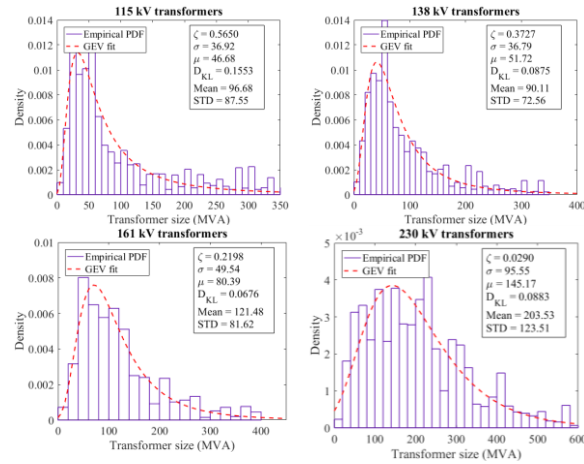 115 kV transformers
0.014
0.012
0.01
0.008
0.006
0.004
0.002
0
Density
Empirical PDF
GEV fit
ζ = 0.5650
σ = 36.92
μ = 46.68
D_KL = 0.1553
Mean = 96.68
STD = 87.55
0 50 100 150 200 250 300 350
Transformer size (MVA)
138 kV transformers
0.014
0.012
0.01
0.008
0.006
0.004
0.002
0
Density
Empirical PDF
GEV fit
ζ = 0.3727
σ = 36.79
μ = 51.72
D_KL = 0.0875
Mean = 90.11
STD = 72.56
0 100 200 300 400
Transformer size (MVA)
161 kV transformers
0.01
0.008
0.006
0.004
0.002
0
Density
Empirical PDF
GEV fit
ζ = 0.2198
σ = 49.54
μ = 80.39
D_KL = 0.0676
Mean = 121.48
STD = 81.62
0 100 200 300 400
Transformer size (MVA)
230 kV transformers
×10⁻³
5
4
3
2
1
0
Density
Empirical PDF
GEV fit
ζ = 0.0290
σ = 95.55
μ = 145.17
D_KL = 0.0883
Mean = 203.53
STD = 123.51
0 100 200 300 400 500 600
Transformer size (MVA)